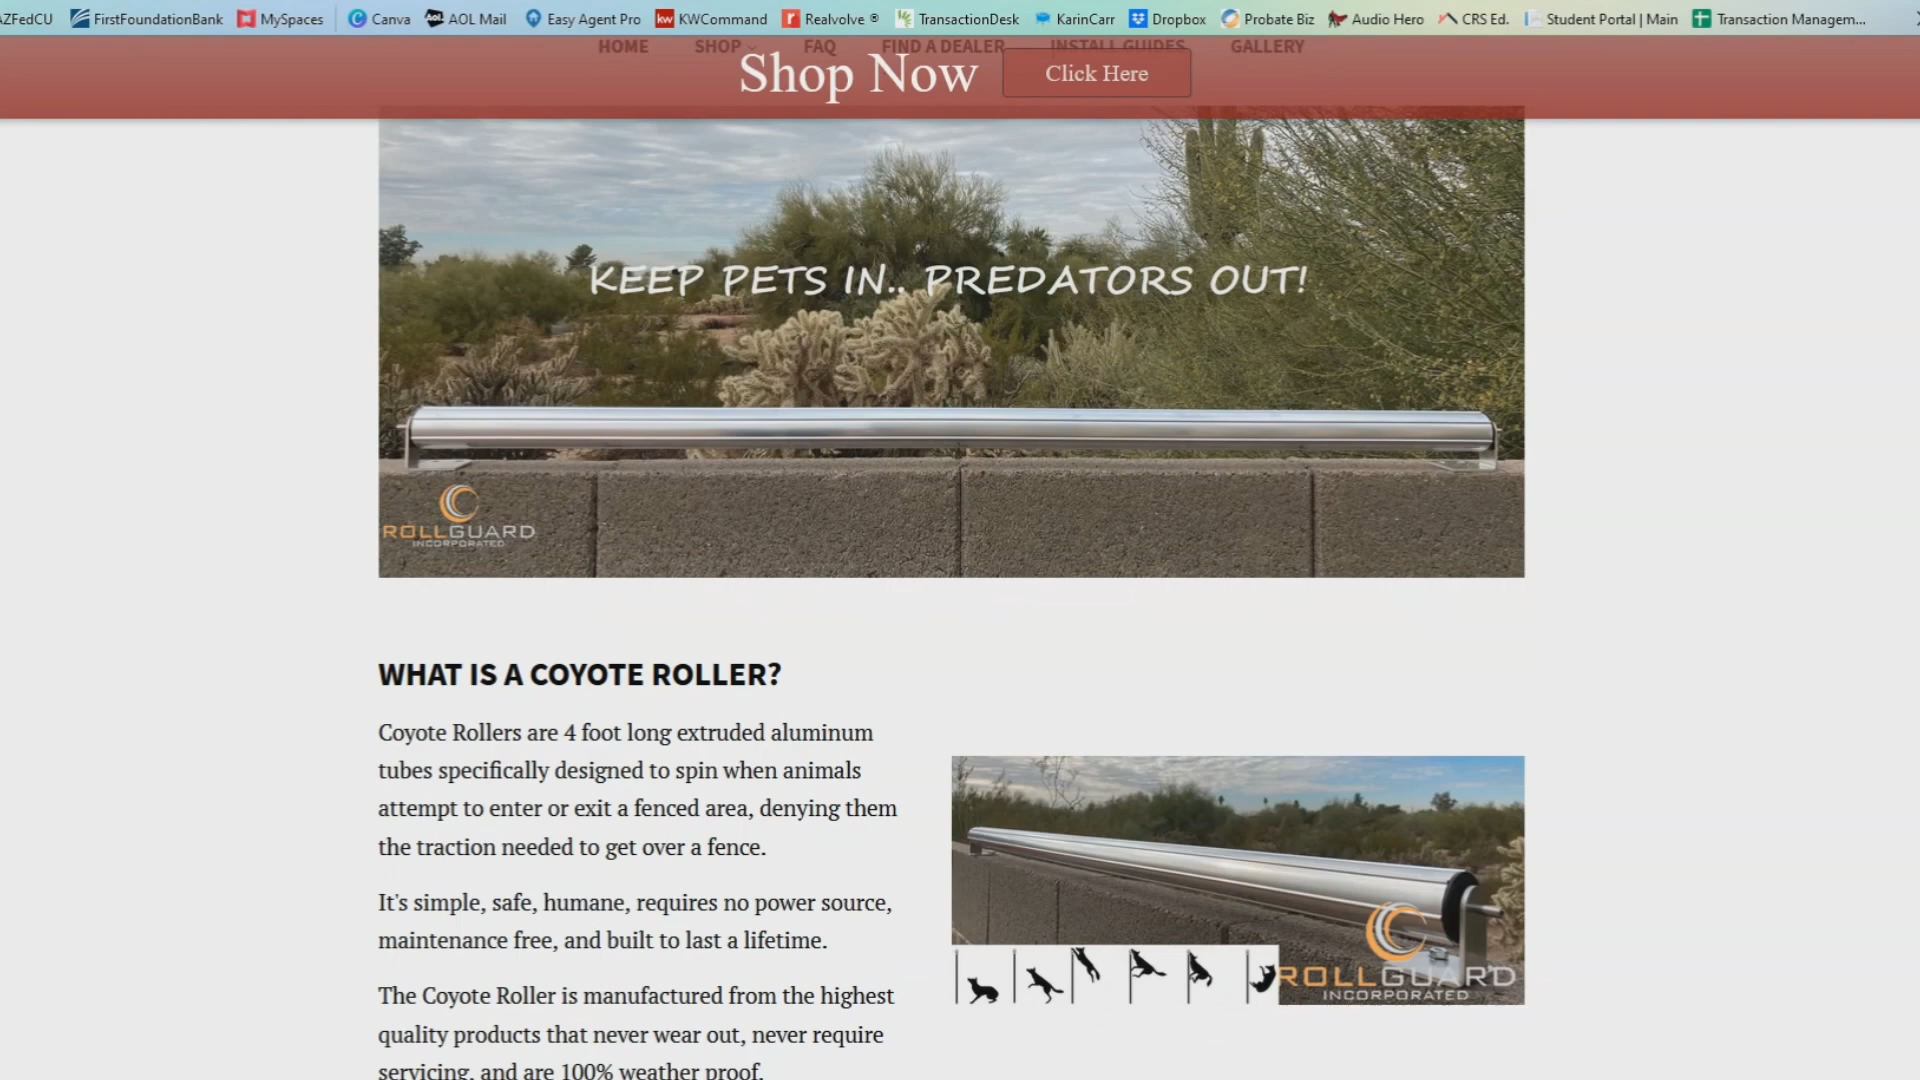 AZFedCU FirstFoundationBank MySpaces Canva AOL Mail Easy Agent Pro KWCommand Realvolve ® TransactionDesk KarinCarr Dropbox Probate Biz Audio Hero CRS Ed. Student Portal | Main Transaction Managem...
HOME SHOP FAQ FIND A DEALER INSTALL GUIDES GALLERY
Shop Now Click Here
KEEP PETS IN.. PREDATORS OUT!
ROLLGUARD
INCORPORATED
WHAT IS A COYOTE ROLLER?
Coyote Rollers are 4 foot long extruded aluminum
tubes specifically designed to spin when animals
attempt to enter or exit a fenced area, denying them
the traction needed to get over a fence.
It's simple, safe, humane, requires no power source,
maintenance free, and built to last a lifetime.
The Coyote Roller is manufactured from the highest
quality products that never wear out, never require
servicing, and are 100% weather proof.
ROLLGUARD
INCORPORATED